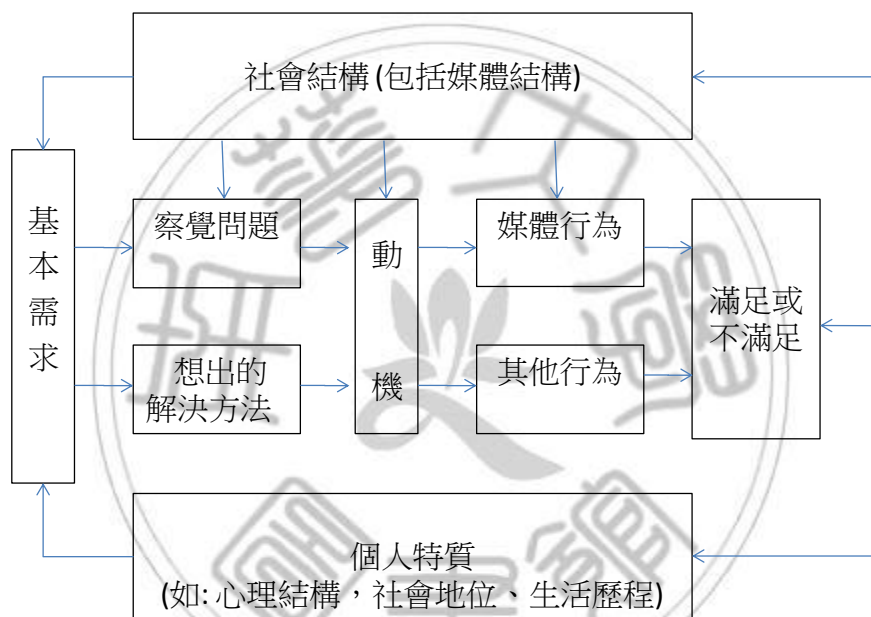 社會結構 (包括媒體結構)
基本需求
察覺問題
動機
媒體行為
滿足或
不滿足
想出的
解決方法
其他行為
個人特質
(如: 心理結構，社會地位、生活歷程)